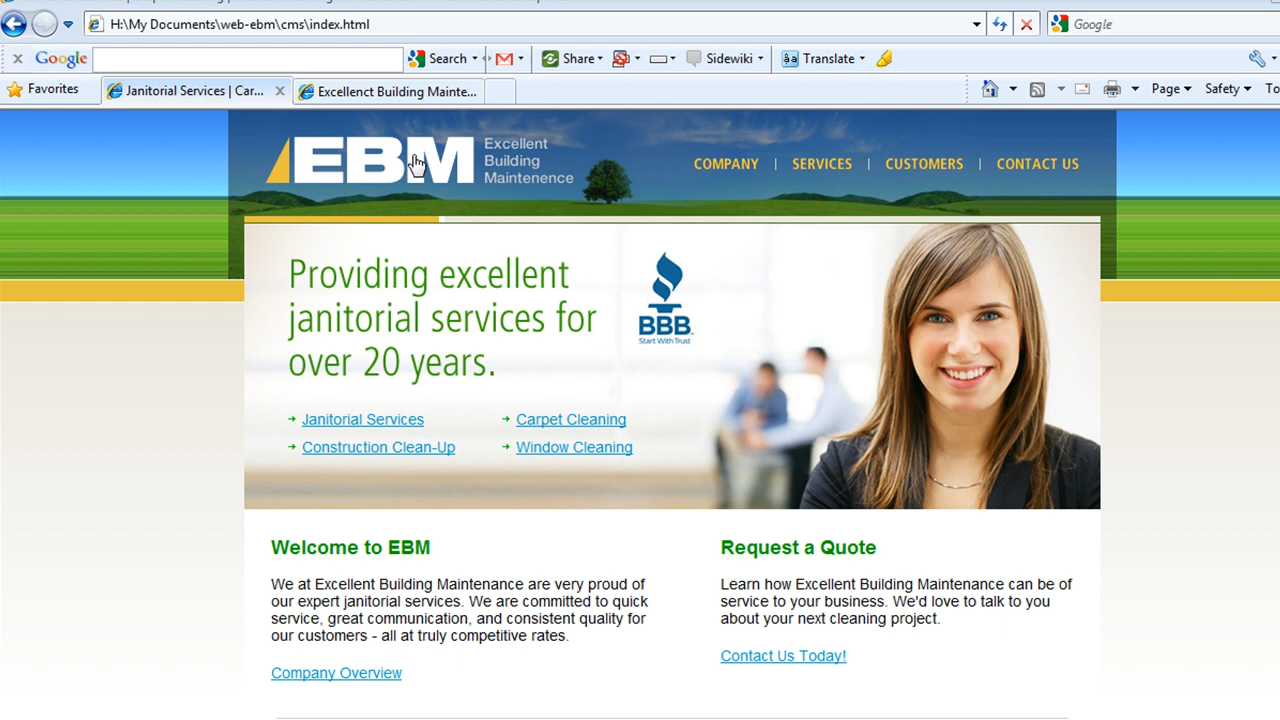 H:\My Documents\web-ebm\cms\index.html
Google
Google
Search
Share
Sidewiki
Translate
Favorites
Janitorial Services | Car...
Excellenct Building Mainte...
Page
Safety
EBM
Excellent
Building
Maintenence
COMPANY | SERVICES | CUSTOMERS | CONTACT US
Providing excellent
janitorial services for
over 20 years.
BBB
Start With Trust
Janitorial Services
Carpet Cleaning
Construction Clean-Up
Window Cleaning
Welcome to EBM
We at Excellent Building Maintenance are very proud of
our expert janitorial services. We are committed to quick
service, great communication, and consistent quality for
our customers - all at truly competitive rates.
Company Overview
Request a Quote
Learn how Excellent Building Maintenance can be of
service to your business. We'd love to talk to you
about your next cleaning project.
Contact Us Today!